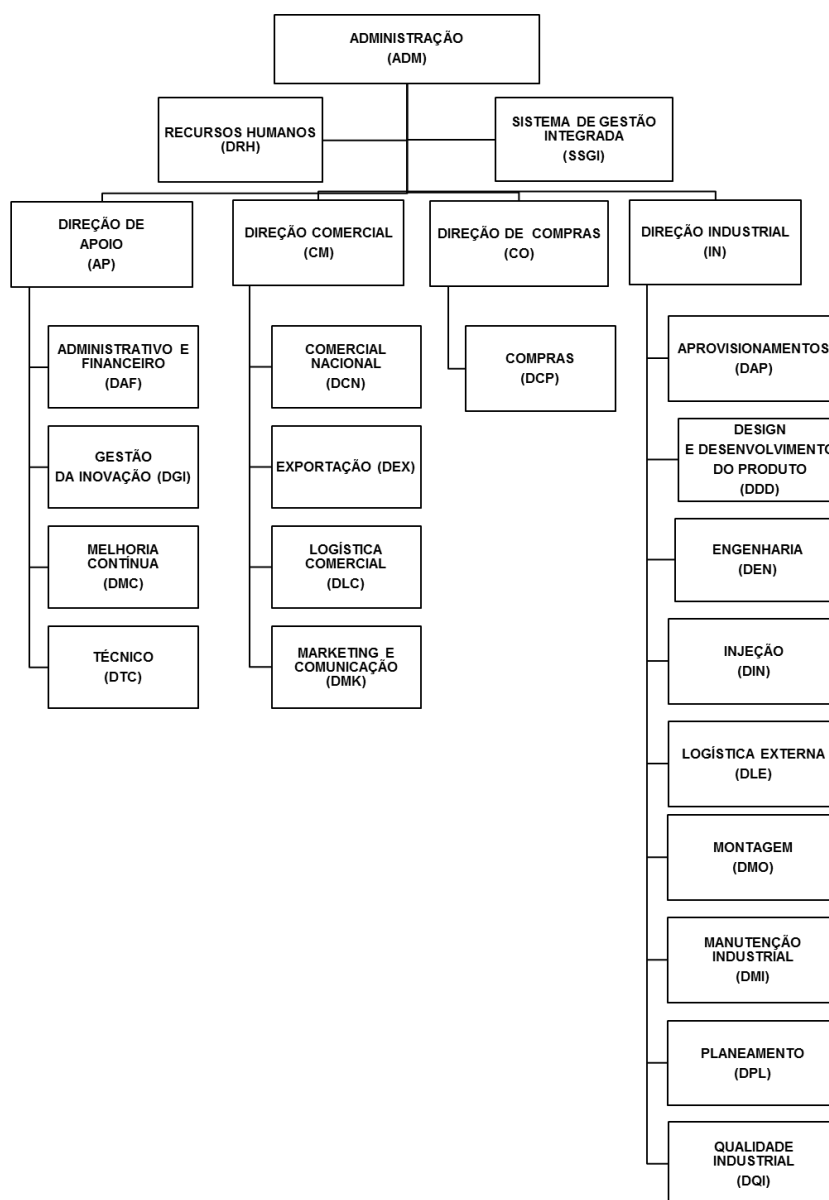 ADMINISTRAÇÃO
(ADM)
RECURSOS HUMANOS
(DRH)
SISTEMA DE GESTÃO
INTEGRADA
(SSGI)
DIREÇÃO DE
APOIO
(AP)
DIREÇÃO COMERCIAL
(CM)
DIREÇÃO DE COMPRAS
(CO)
DIREÇÃO INDUSTRIAL
(IN)
ADMINISTRATIVO E
FINANCEIRO
(DAF)
GESTÃO
DA INOVAÇÃO (DGI)
MELHORIA
CONTÍNUA
(DMC)
TÉCNICO
(DTC)
COMERCIAL
NACIONAL
(DCN)
EXPORTAÇÃO (DEX)
LOGÍSTICA
COMERCIAL
(DLC)
MARKETING E
COMUNICAÇÃO
(DMK)
COMPRAS
(DCP)
APROVISIONAMENTOS
(DAP)
DESIGN
E DESENVOLVIMENTO
DO PRODUTO
(DDD)
ENGENHARIA
(DEN)
INJEÇÃO
(DIN)
LOGÍSTICA EXTERNA
(DLE)
MONTAGEM
(DMO)
MANUTENÇÃO
INDUSTRIAL
(DMI)
PLANEAMENTO
(DPL)
QUALIDADE
INDUSTRIAL
(DQI)